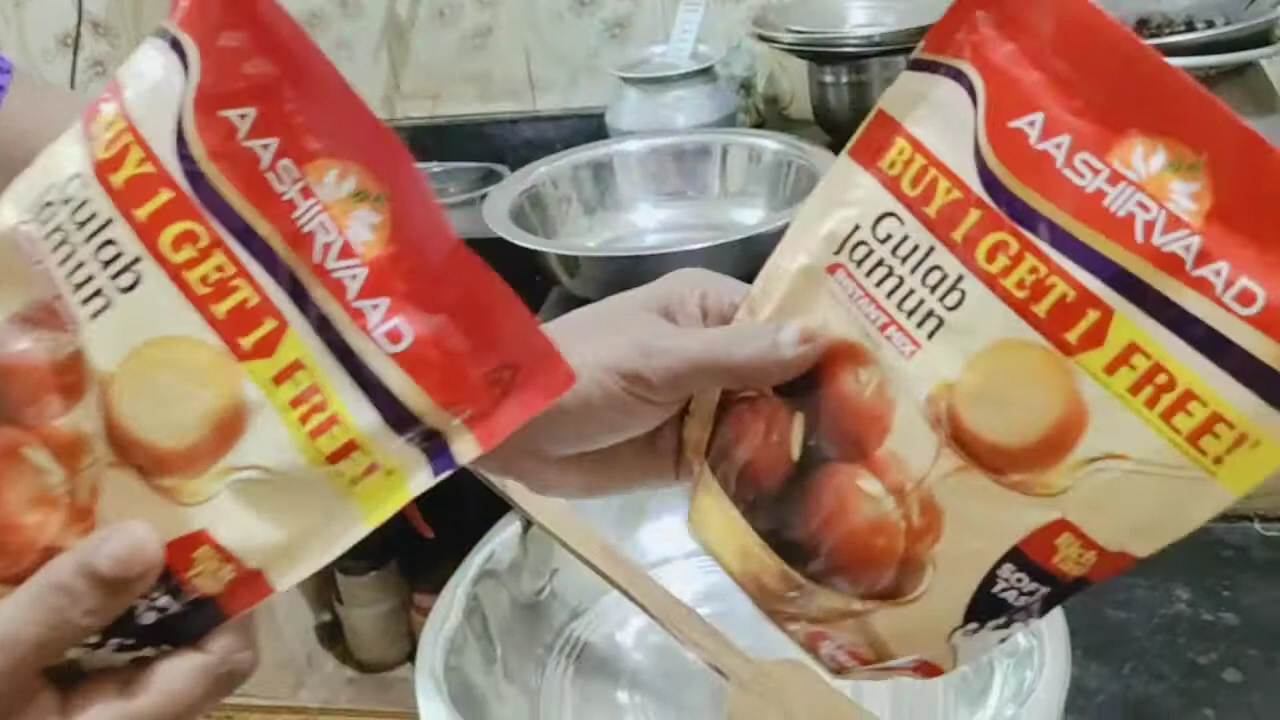 AASHIRVAAD
BUY 1 GET 1 FREE!
Gulab
Jamun
AASHIRVAAD
BUY 1 GET 1 FREE!
Gulab
Jamun
INSTANT MIX
SOFT